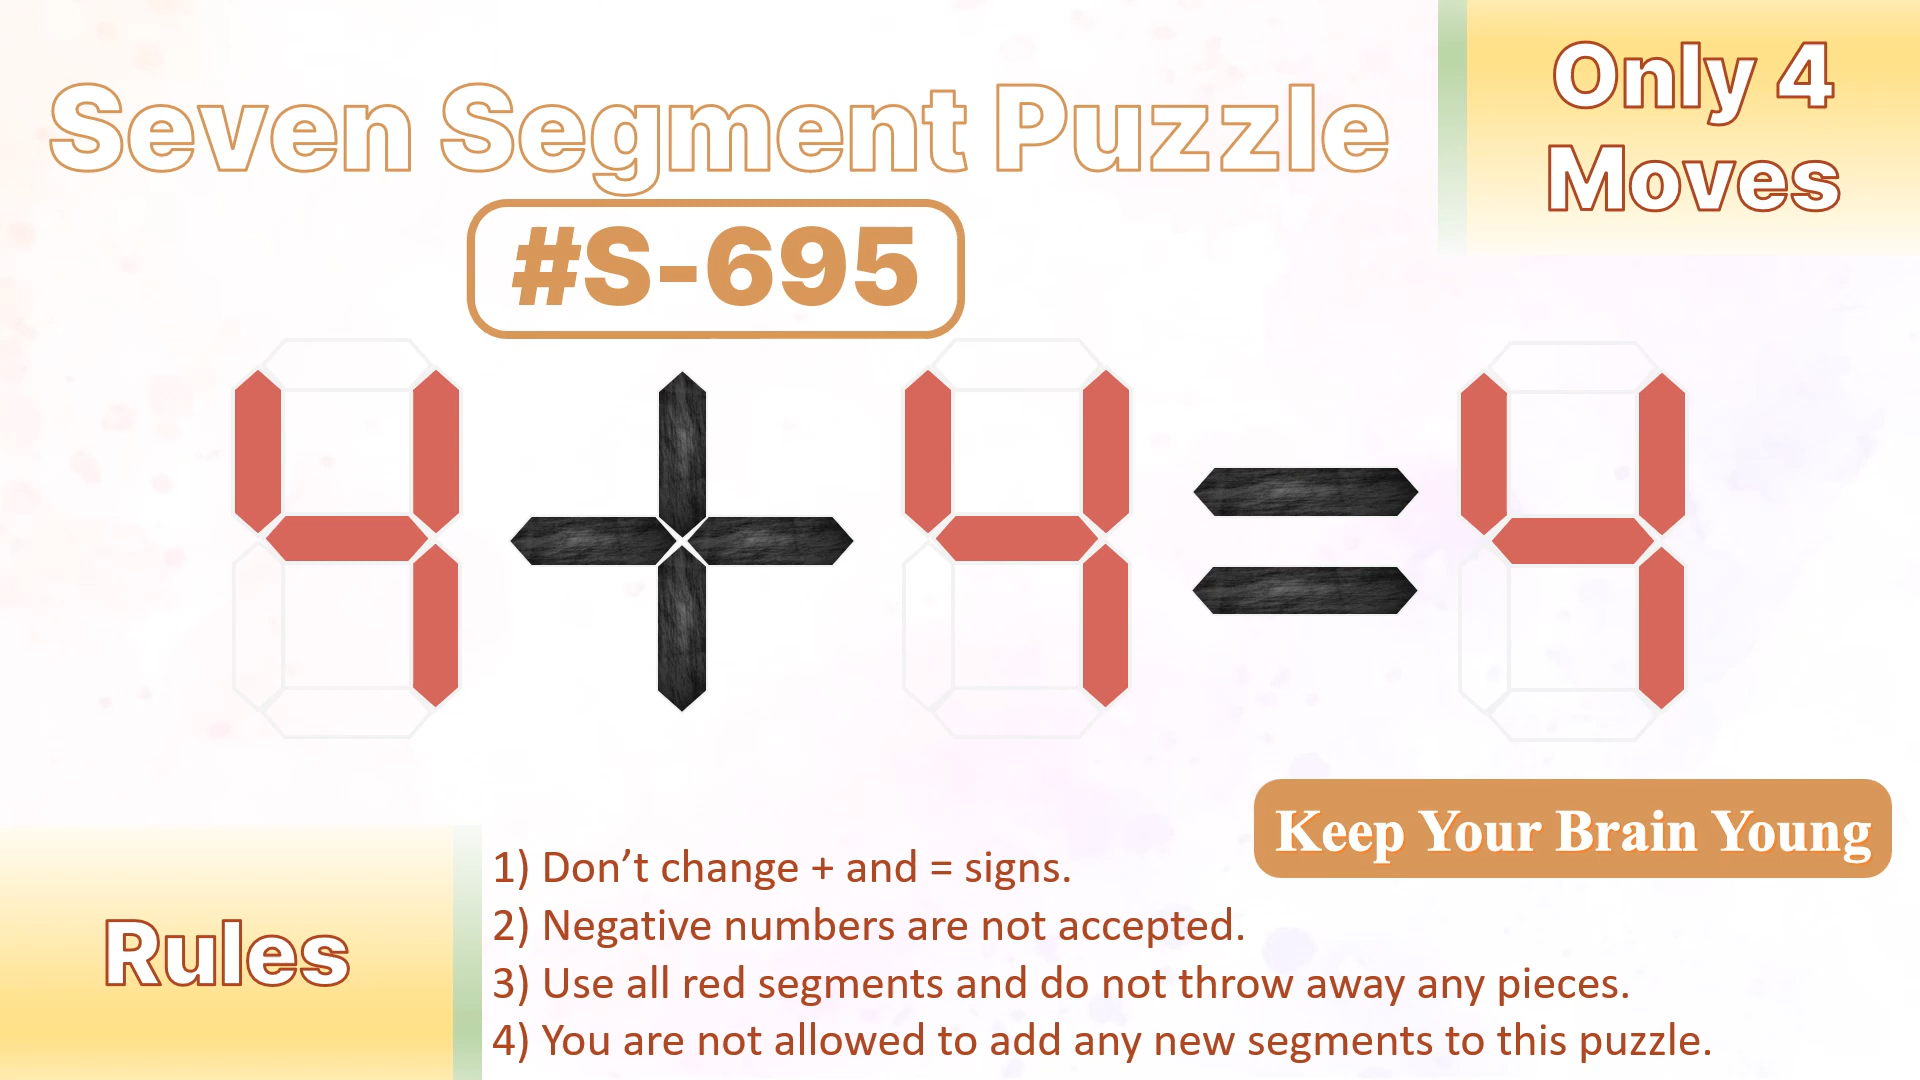 Seven Segment Puzzle
#S-695
Only 4
Moves
4 + 4 = 4
Keep Your Brain Young
Rules
1) Don’t change + and = signs.
2) Negative numbers are not accepted.
3) Use all red segments and do not throw away any pieces.
4) You are not allowed to add any new segments to this puzzle.